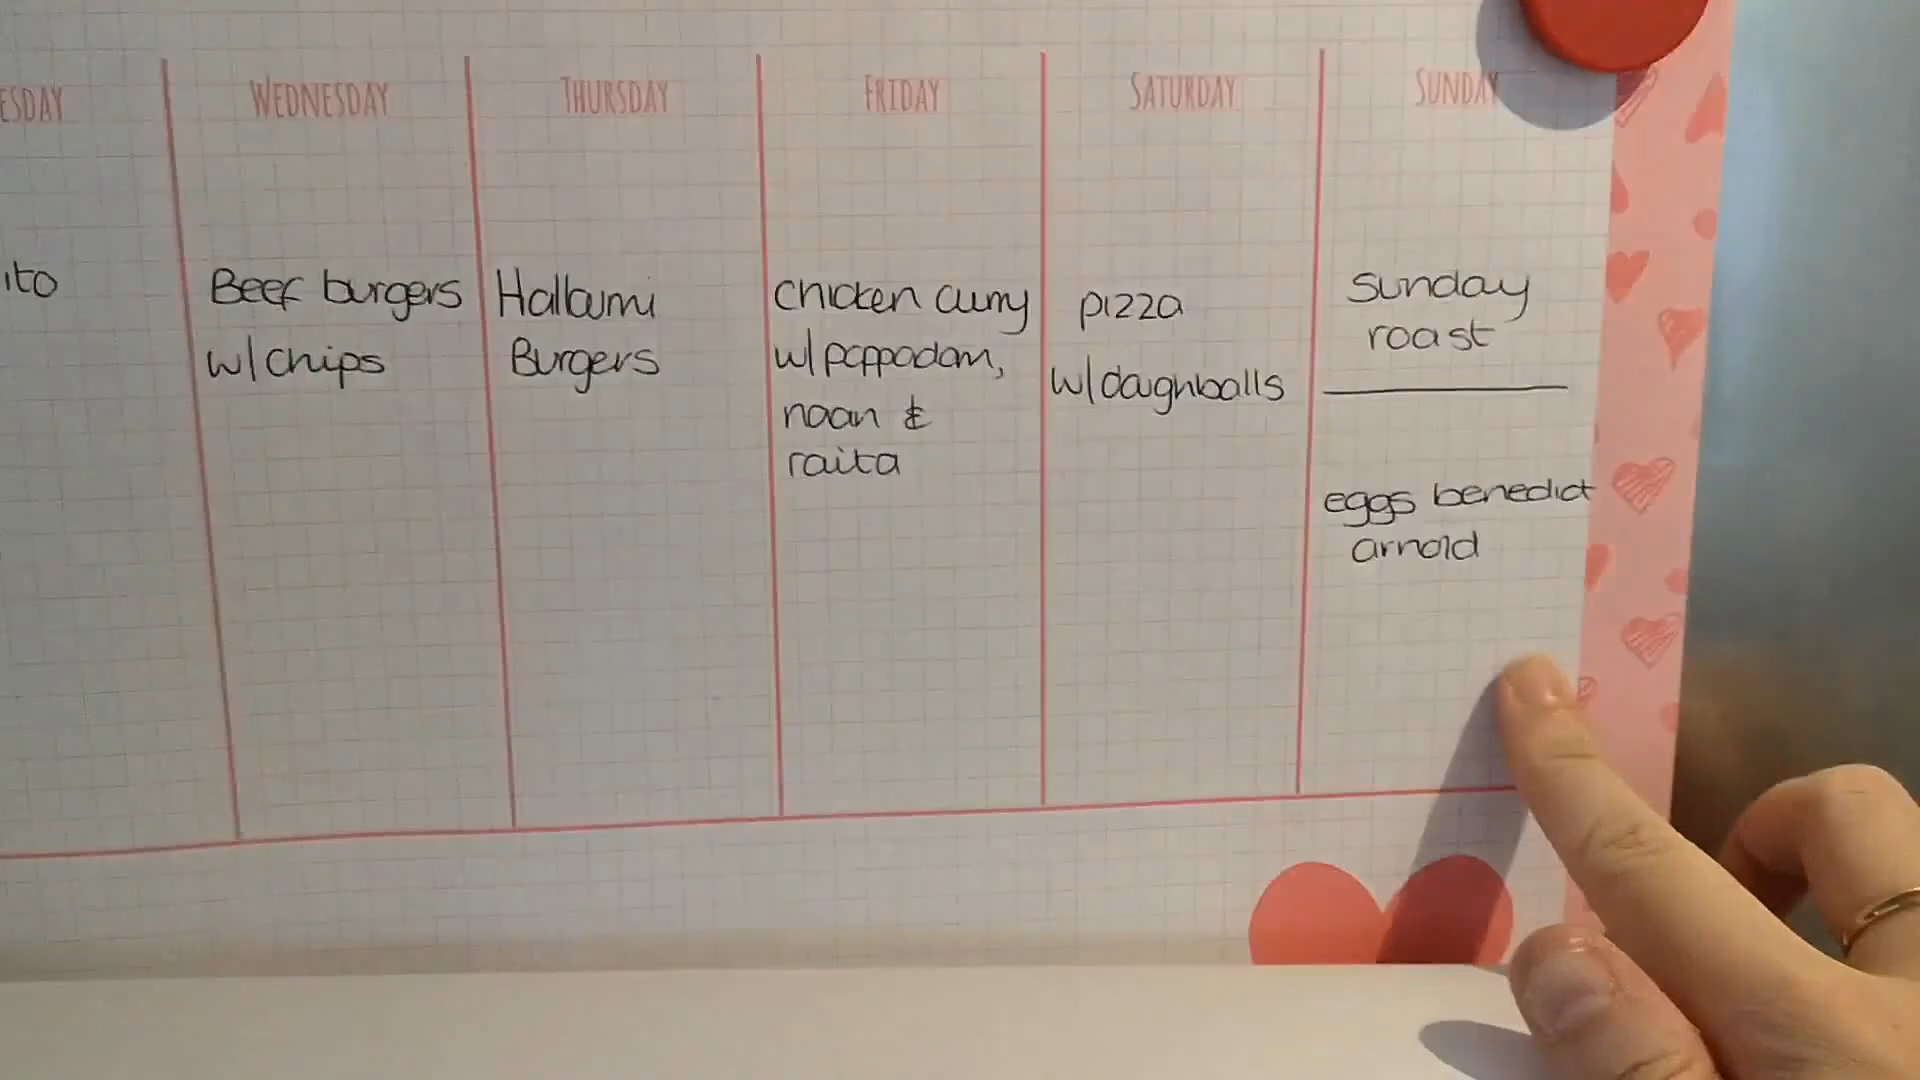 ESDAY
WEDNESDAY
THURSDAY
FRIDAY
SATURDAY
SUNDAY
ito
Beef burgers
w/chips
Halloumi
Burgers
chicken curry
w/poppodom,
naan &
raita
pizza
w/doughballs
sunday
roast
eggs benedict
arnold